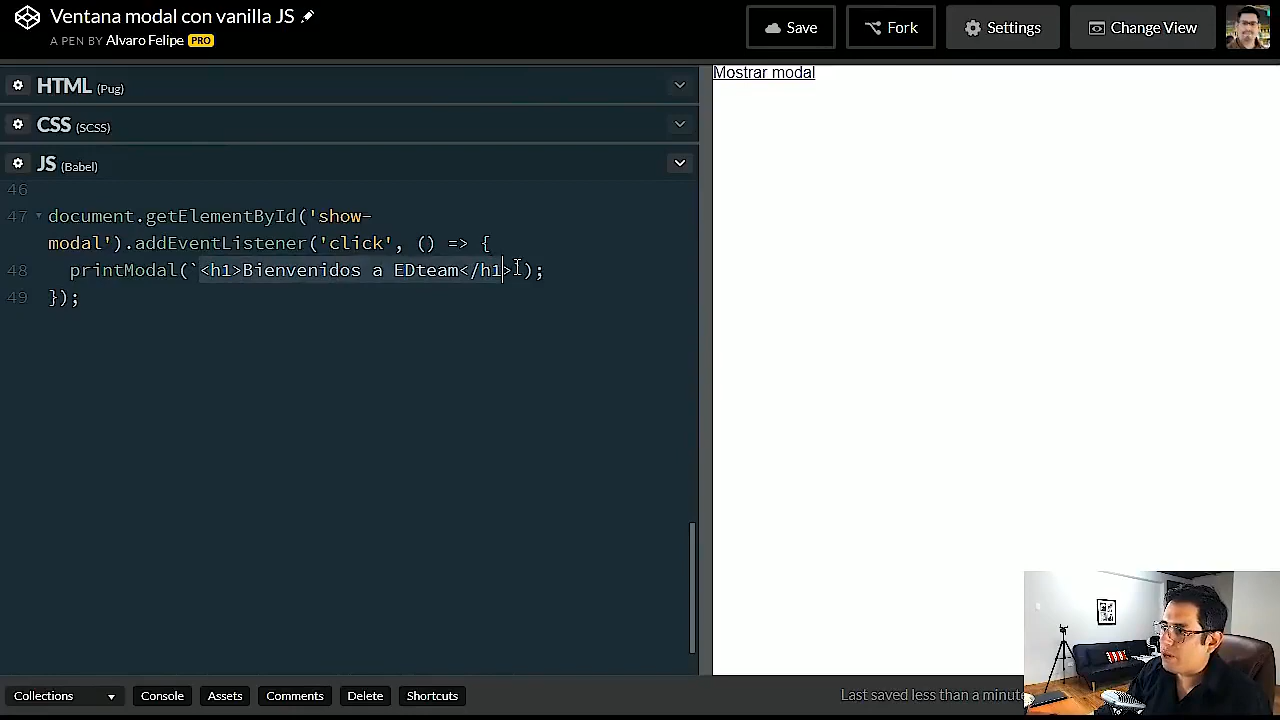 Ventana modal con vanilla JS
A PEN BY Alvaro Felipe PRO
Save
Fork
Settings
Change View
HTML (Pug)
CSS (SCSS)
JS (Babel)
46
47 document.getElementById('show-
modal').addEventListener('click', () => {
48 printModal(`<h1>Bienvenidos a EDteam</h1>`);
49 });
Mostrar modal
Collections
Console
Assets
Comments
Delete
Shortcuts
Last saved less than a minute